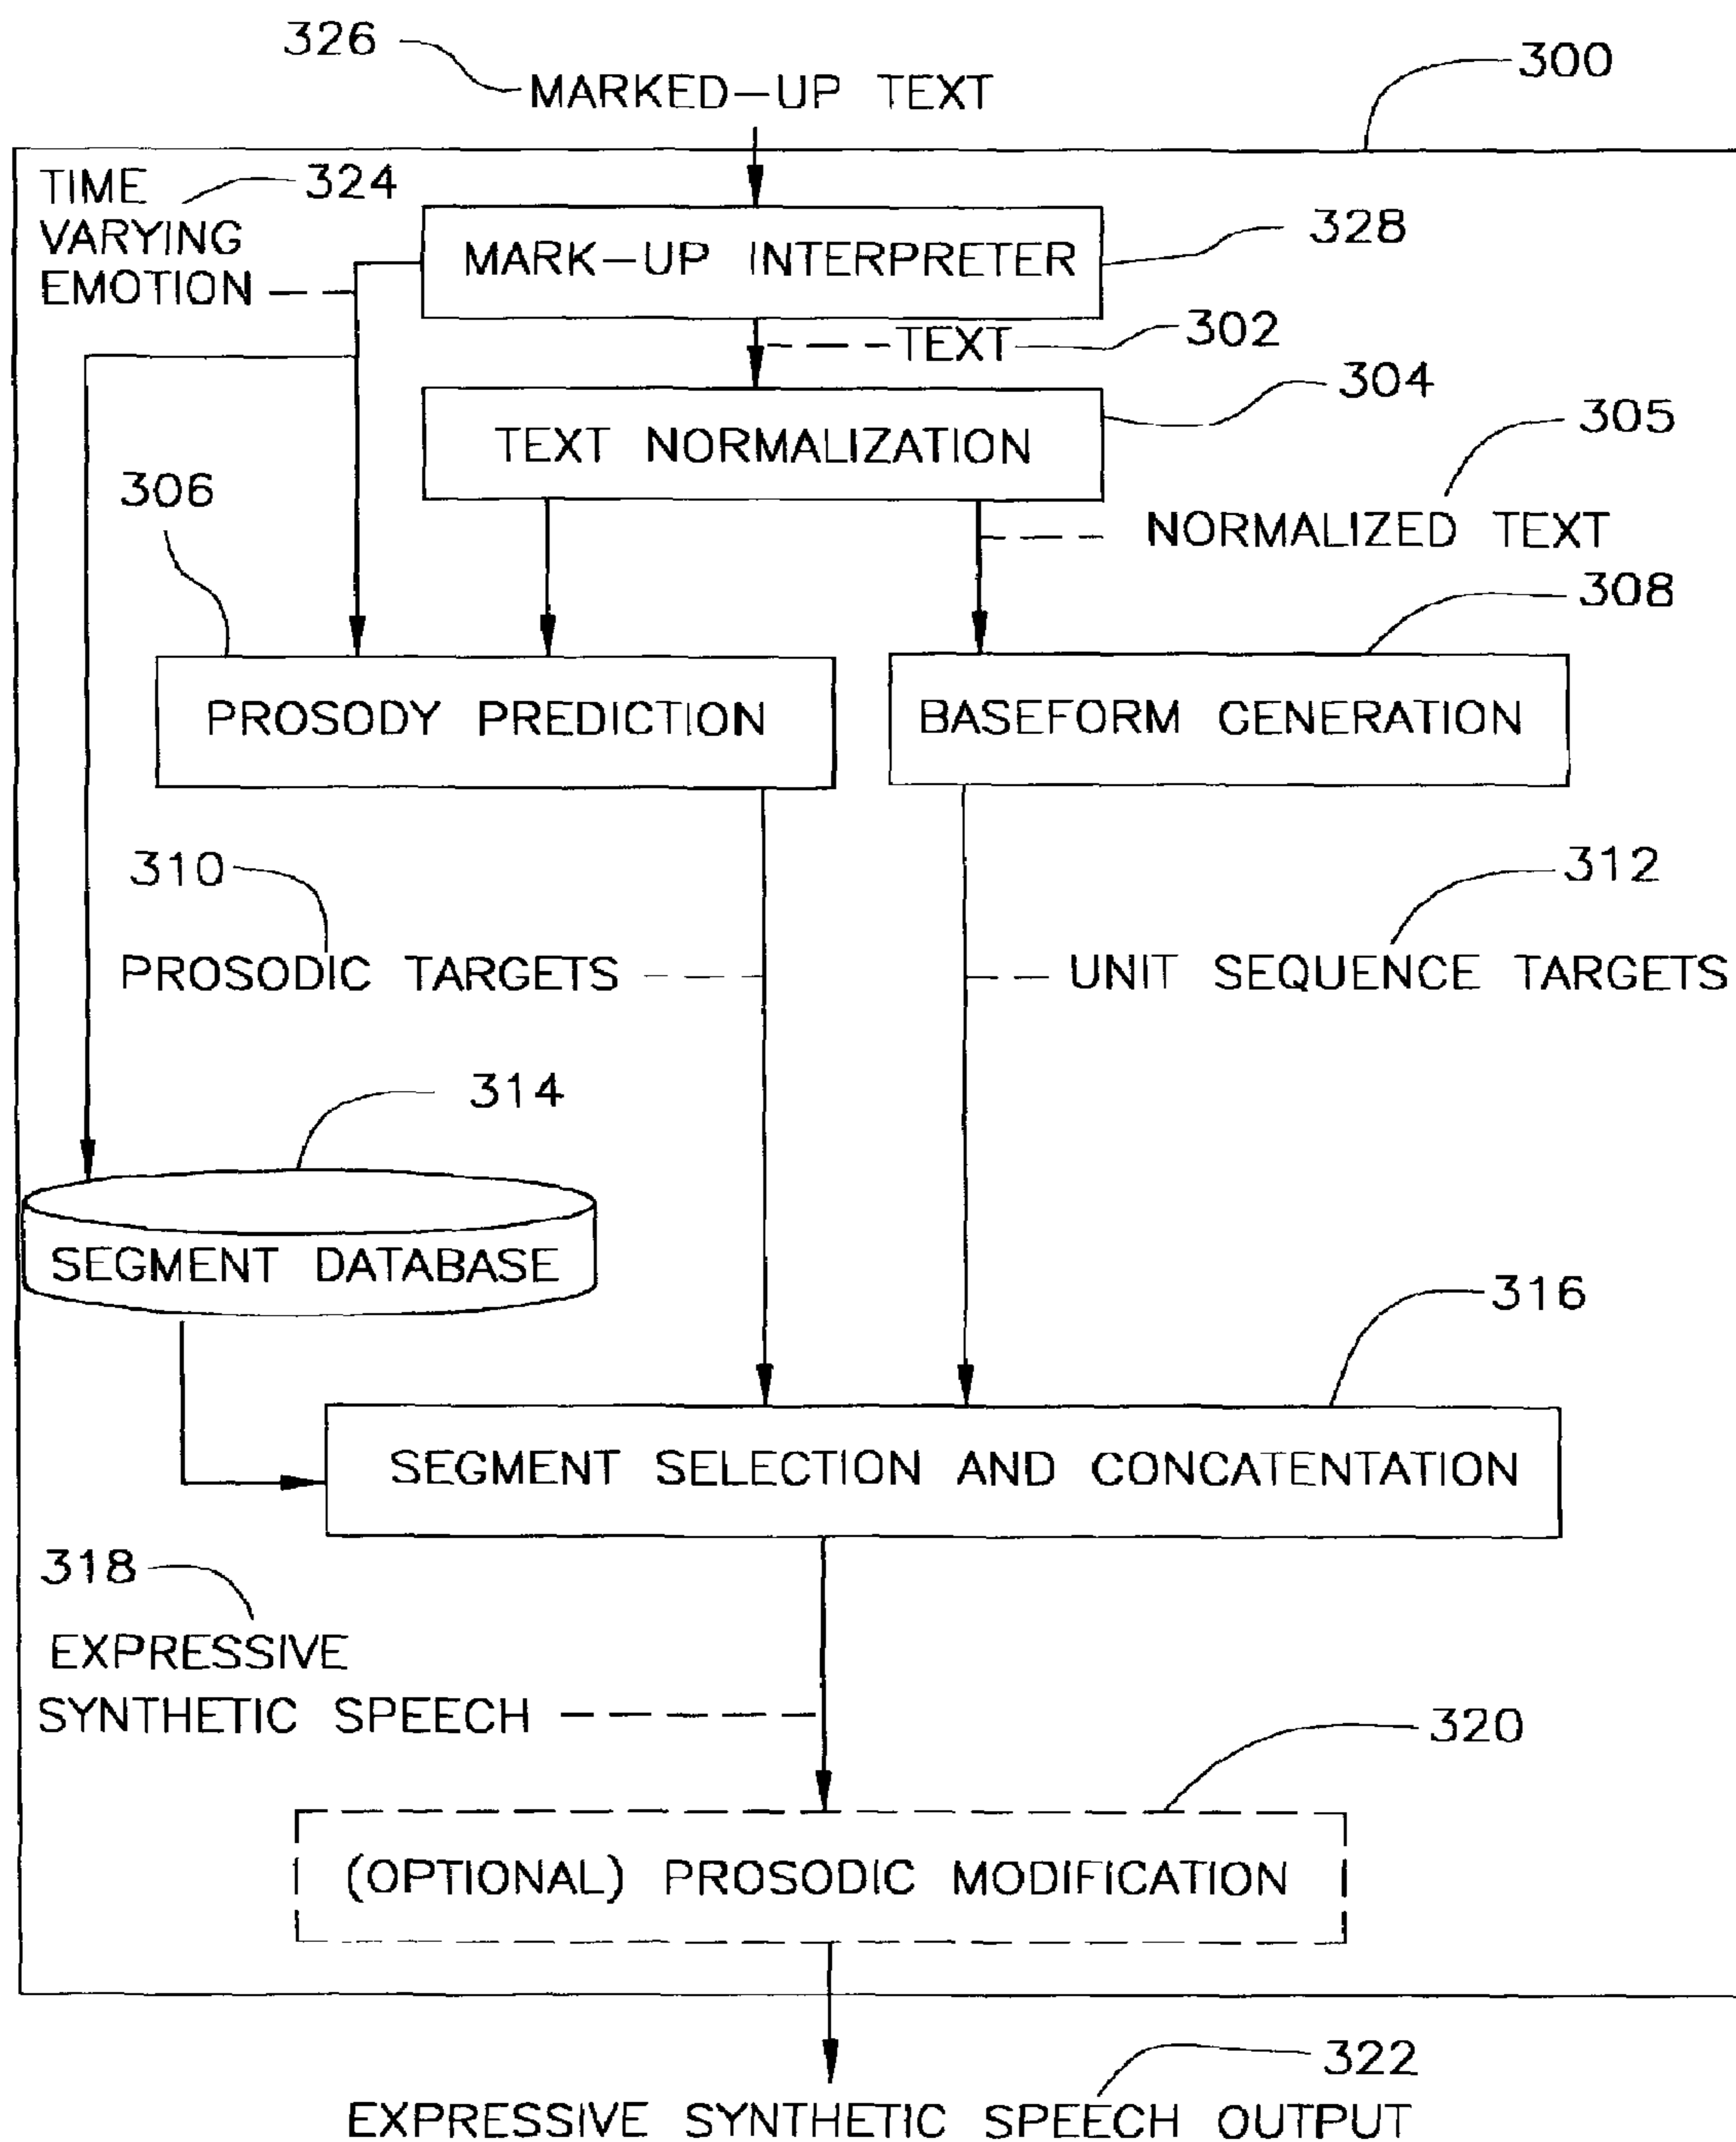 326
300
MARKED-UP TEXT
TIME
324
VARYING
EMOTION
MARK-UP INTERPRETER
328
TEXT
302
304
TEXT NORMALIZATION
305
306
NORMALIZED TEXT
308
PROSODY PREDICTION
BASEFORM GENERATION
310
312
PROSODIC TARGETS
UNIT SEQUENCE TARGETS
314
SEGMENT DATABASE
316
SEGMENT SELECTION AND CONCATENTATION
318
EXPRESSIVE
SYNTHETIC SPEECH
320
(OPTIONAL) PROSODIC MODIFICATION
322
EXPRESSIVE SYNTHETIC SPEECH OUTPUT